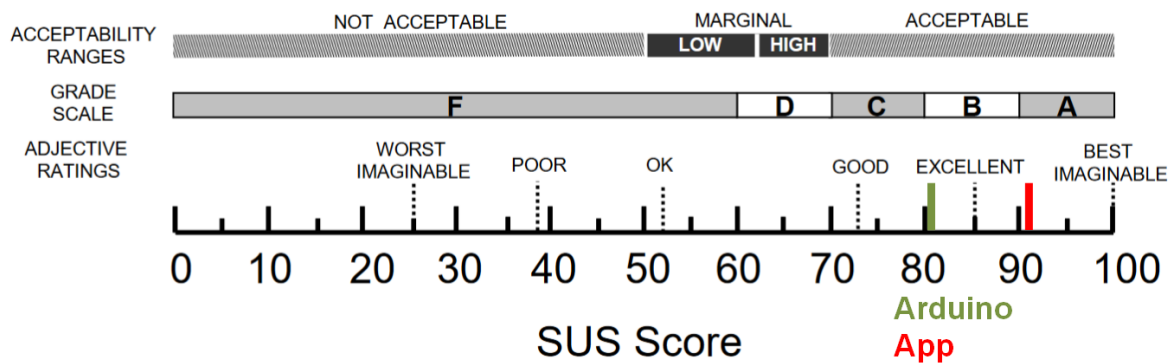 NOT ACCEPTABLE MARGINAL ACCEPTABLE
ACCEPTABILITY
RANGES
LOW HIGH
GRADE
SCALE
F D C B A
ADJECTIVE
RATINGS
WORST
IMAGINABLE
POOR
OK
GOOD
EXCELLENT
BEST
IMAGINABLE
0 10 20 30 40 50 60 70 80 90 100
Arduino
SUS Score
App